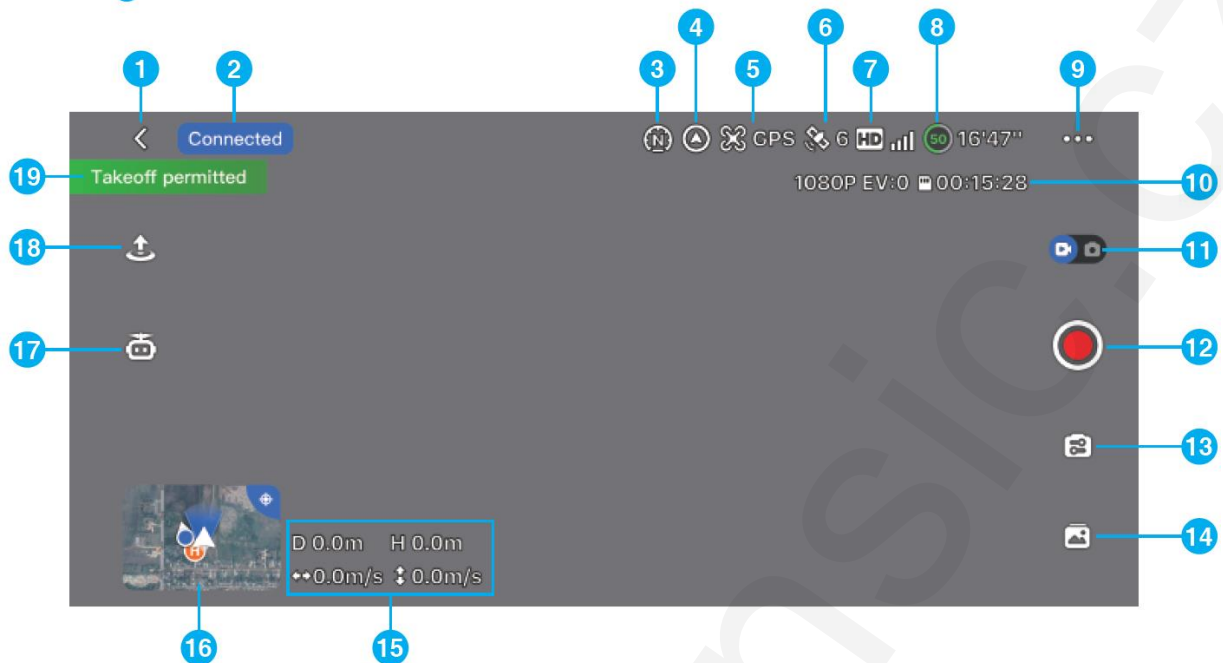 4 6 8
1 2 3 5 7 9
Connected N GPS 6 HD 50 16'47''
19 Takeoff permitted
1080P EV:0 00:15:28 10
18 11
17 12
13
D 0.0m H 0.0m 14
H
0.0m/s 0.0m/s
16 15